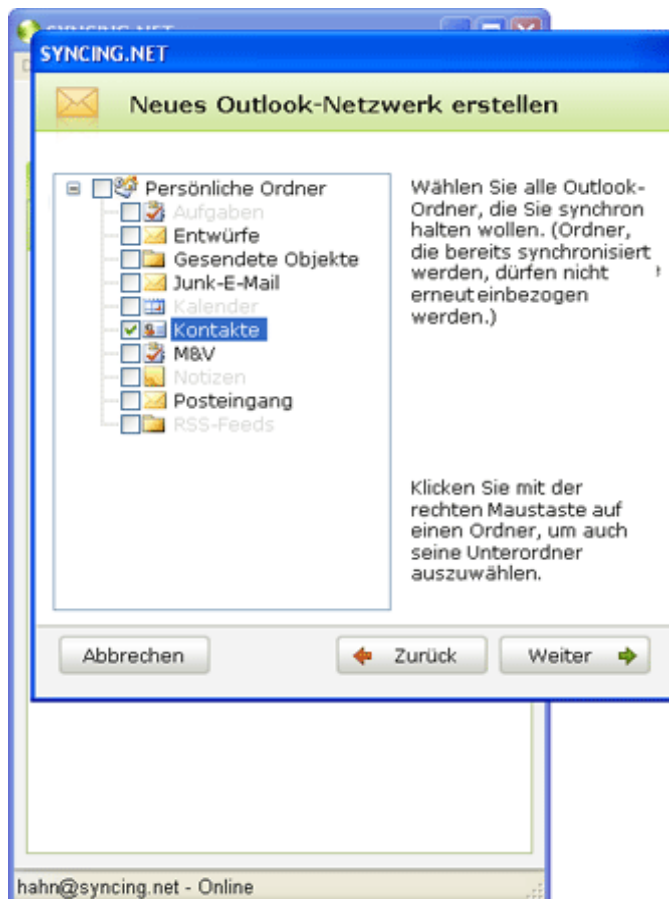 SYNCING.NET
SYNCING.NET
Neues Outlook-Netzwerk erstellen
Persönliche Ordner
Aufgaben
Entwürfe
Gesendete Objekte
Junk-E-Mail
Kalender
Kontakte
M&V
Notizen
Posteingang
RSS-Feeds
Wählen Sie alle Outlook-
Ordner, die Sie synchron
halten wollen. (Ordner,
die bereits synchronisiert
werden, dürfen nicht
erneut einbezogen
werden.)
Klicken Sie mit der
rechten Maustaste auf
einen Ordner, um auch
seine Unterordner
auszuwählen.
Abbrechen
Zurück
Weiter
hahn@syncing.net - Online